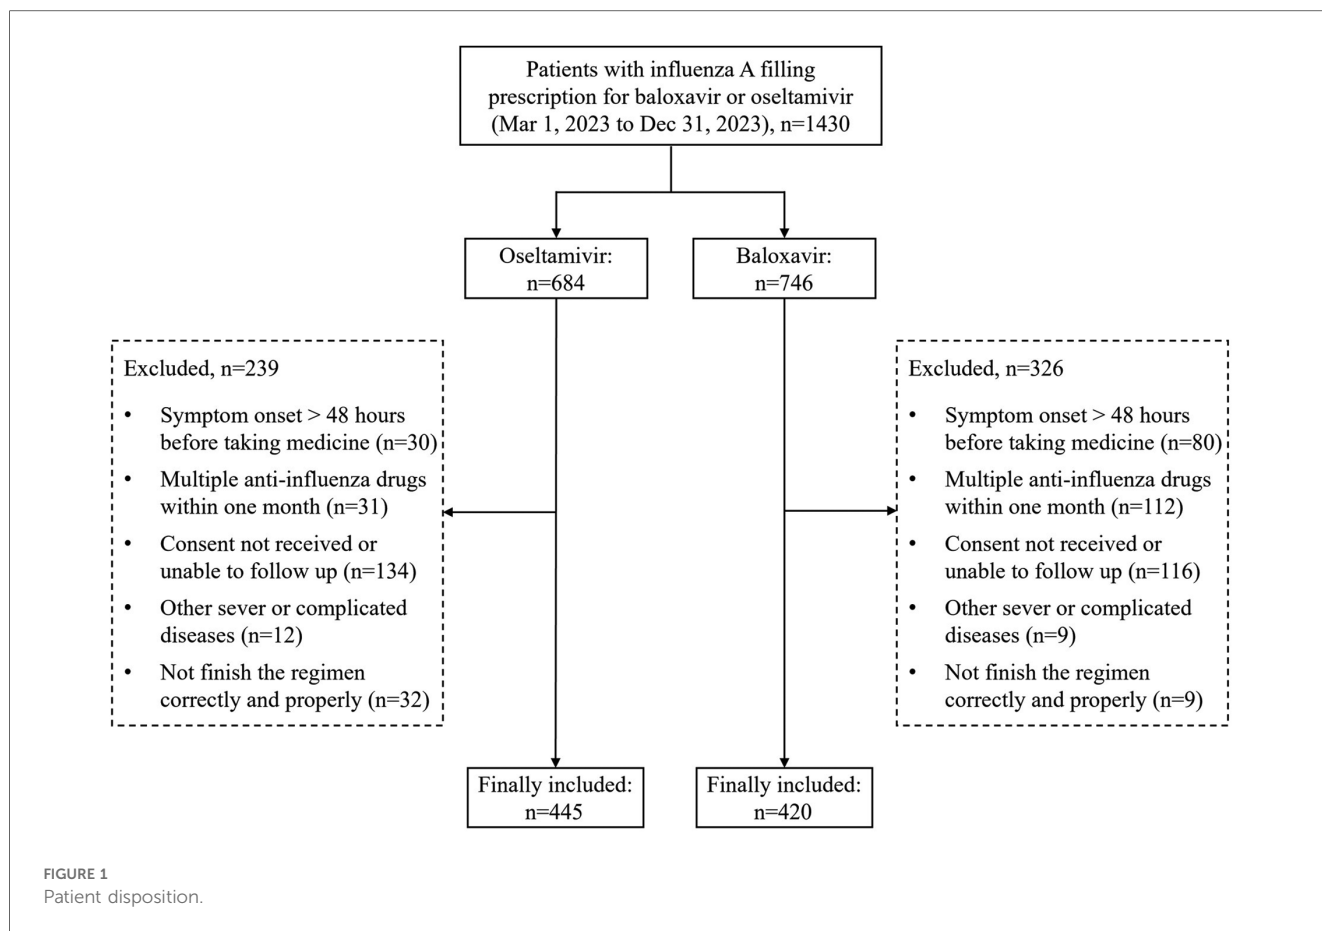 Patients with influenza A filling
prescription for baloxavir or oseltamivir
(Mar 1, 2023 to Dec 31, 2023), n=1430
Oseltamivir:
n=684
Baloxavir:
n=746
Excluded, n=239
• Symptom onset > 48 hours
before taking medicine (n=30)
• Multiple anti-influenza drugs
within one month (n=31)
• Consent not received or
unable to follow up (n=134)
• Other sever or complicated
diseases (n=12)
• Not finish the regimen
correctly and properly (n=32)
Excluded, n=326
• Symptom onset > 48 hours
before taking medicine (n=80)
• Multiple anti-influenza drugs
within one month (n=112)
• Consent not received or
unable to follow up (n=116)
• Other sever or complicated
diseases (n=9)
• Not finish the regimen
correctly and properly (n=9)
Finally included:
n=445
Finally included:
n=420
FIGURE 1
Patient disposition.